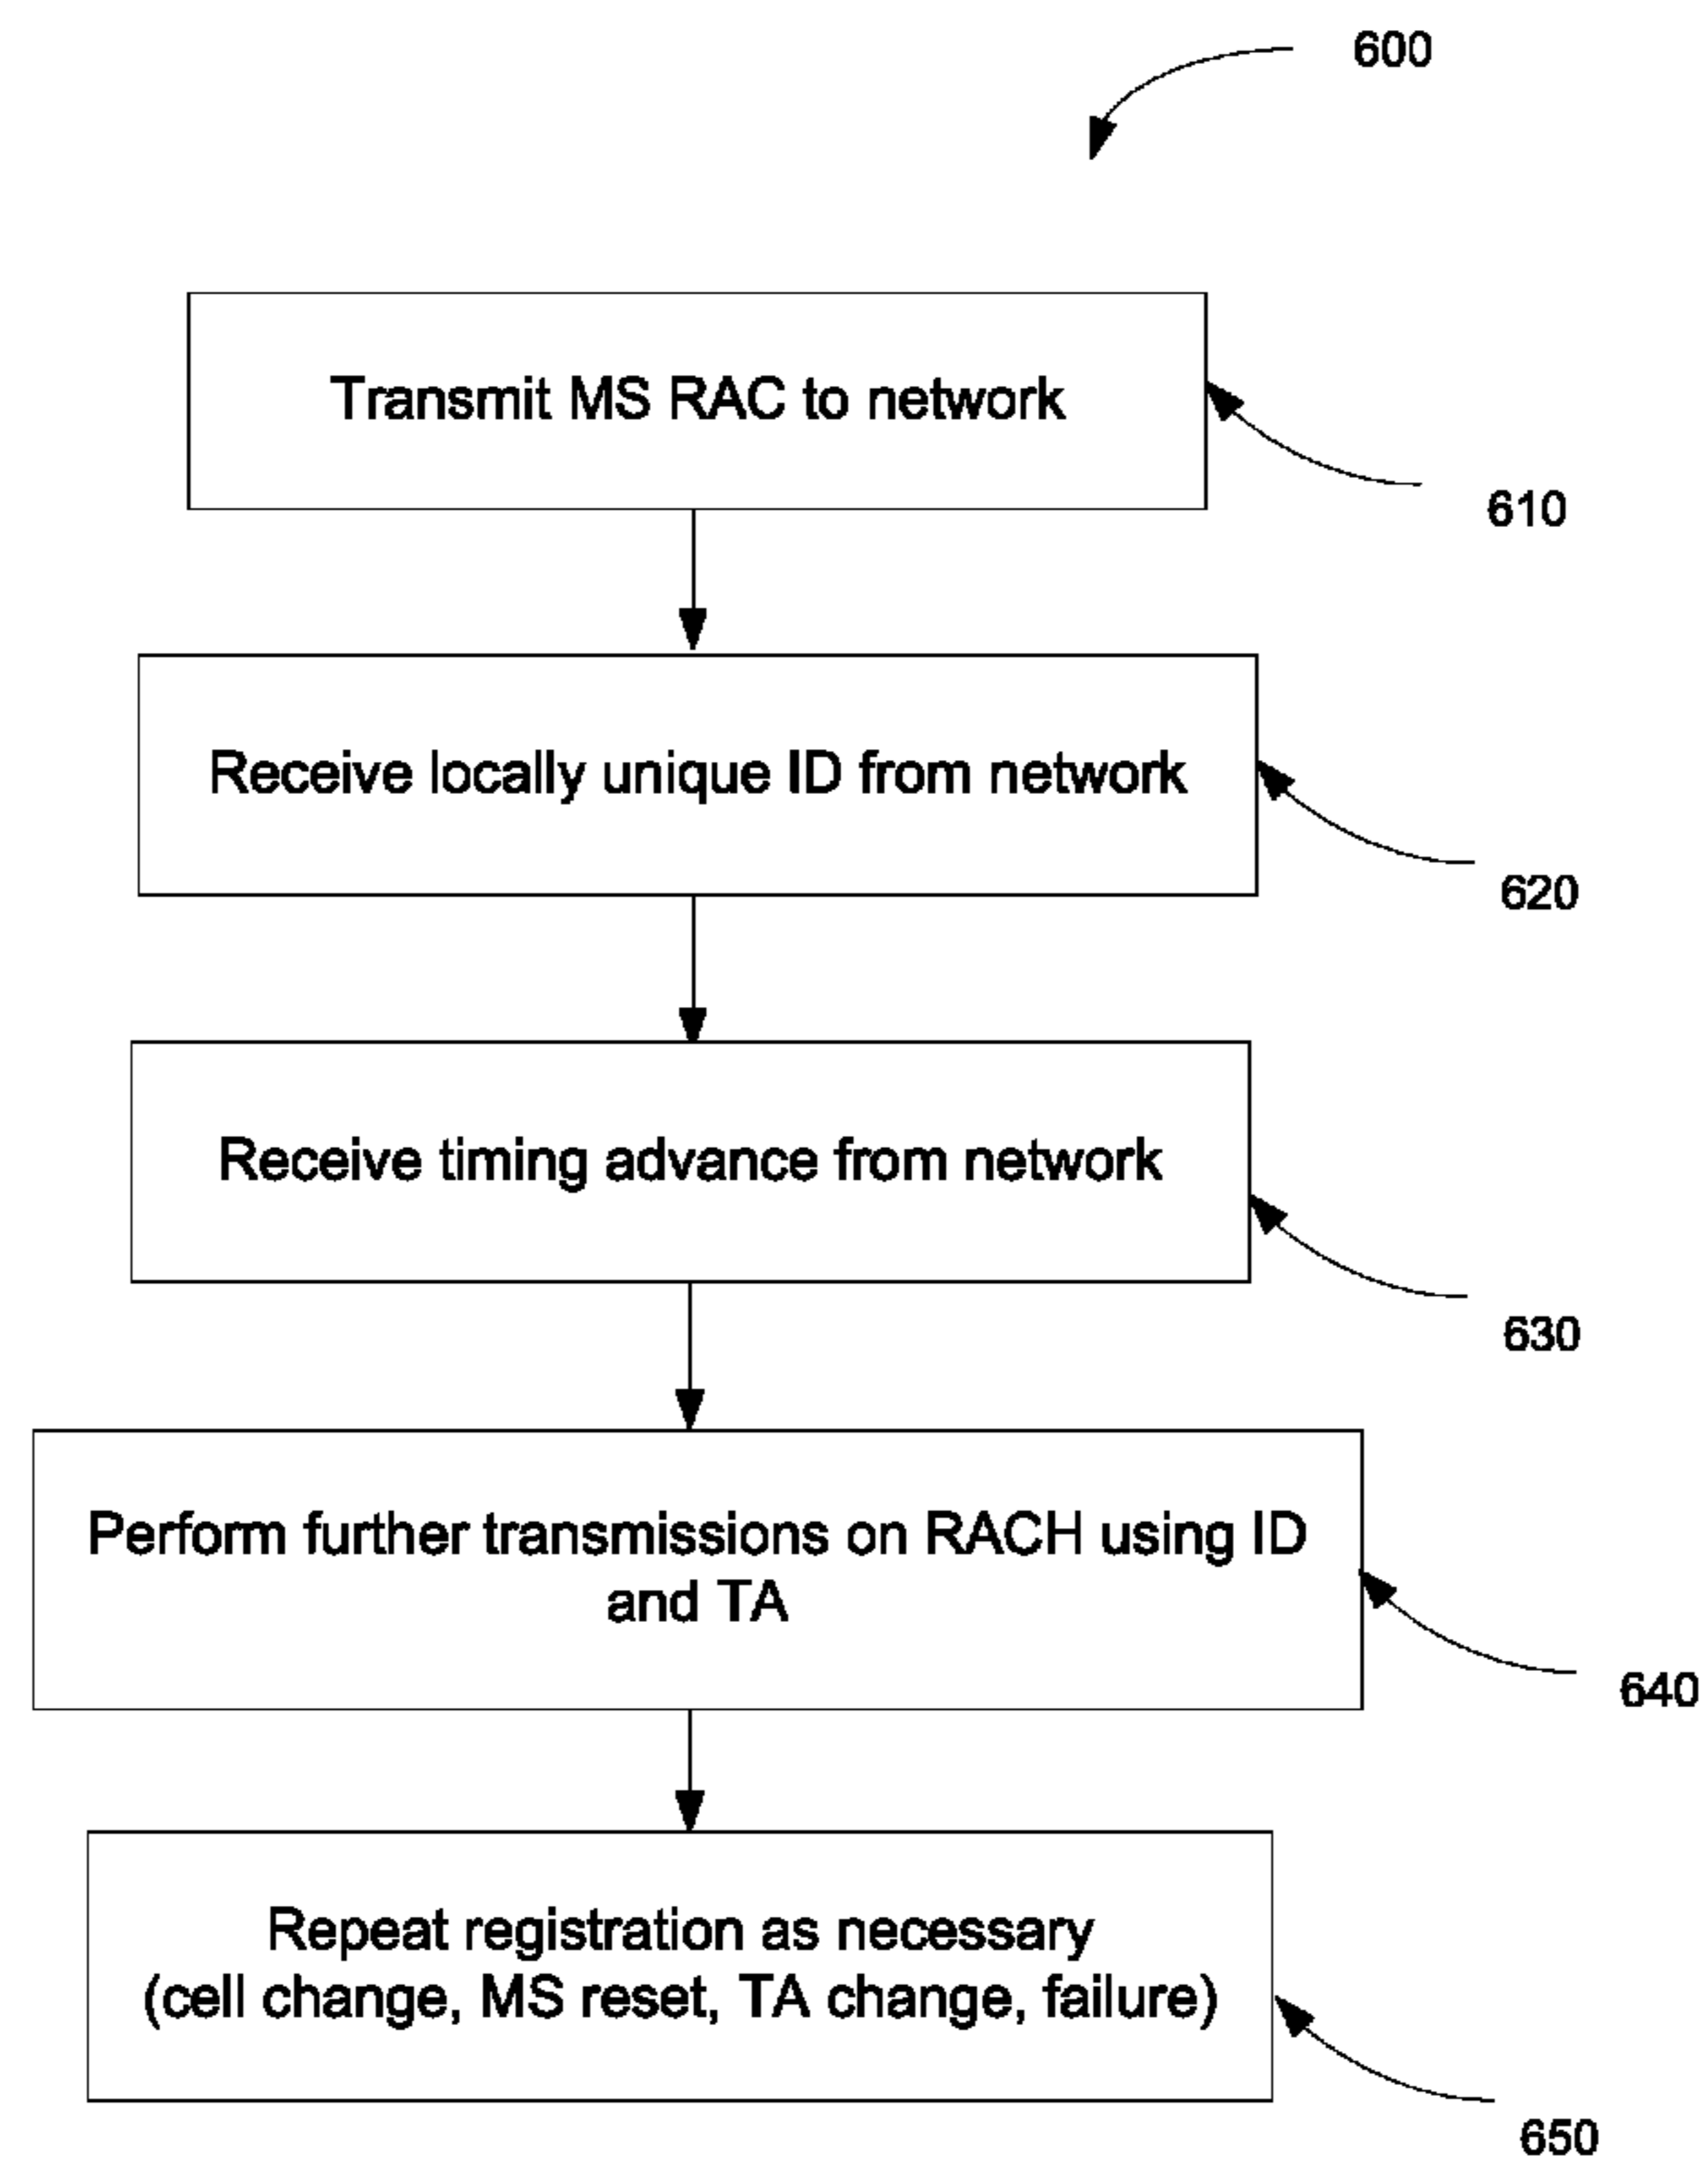 600
Transmit MS RAC to network
610
Receive locally unique ID from network
620
Receive timing advance from network
630
Perform further transmissions on RACH using ID
and TA
640
Repeat registration as necessary
(cell change, MS reset, TA change, failure)
650